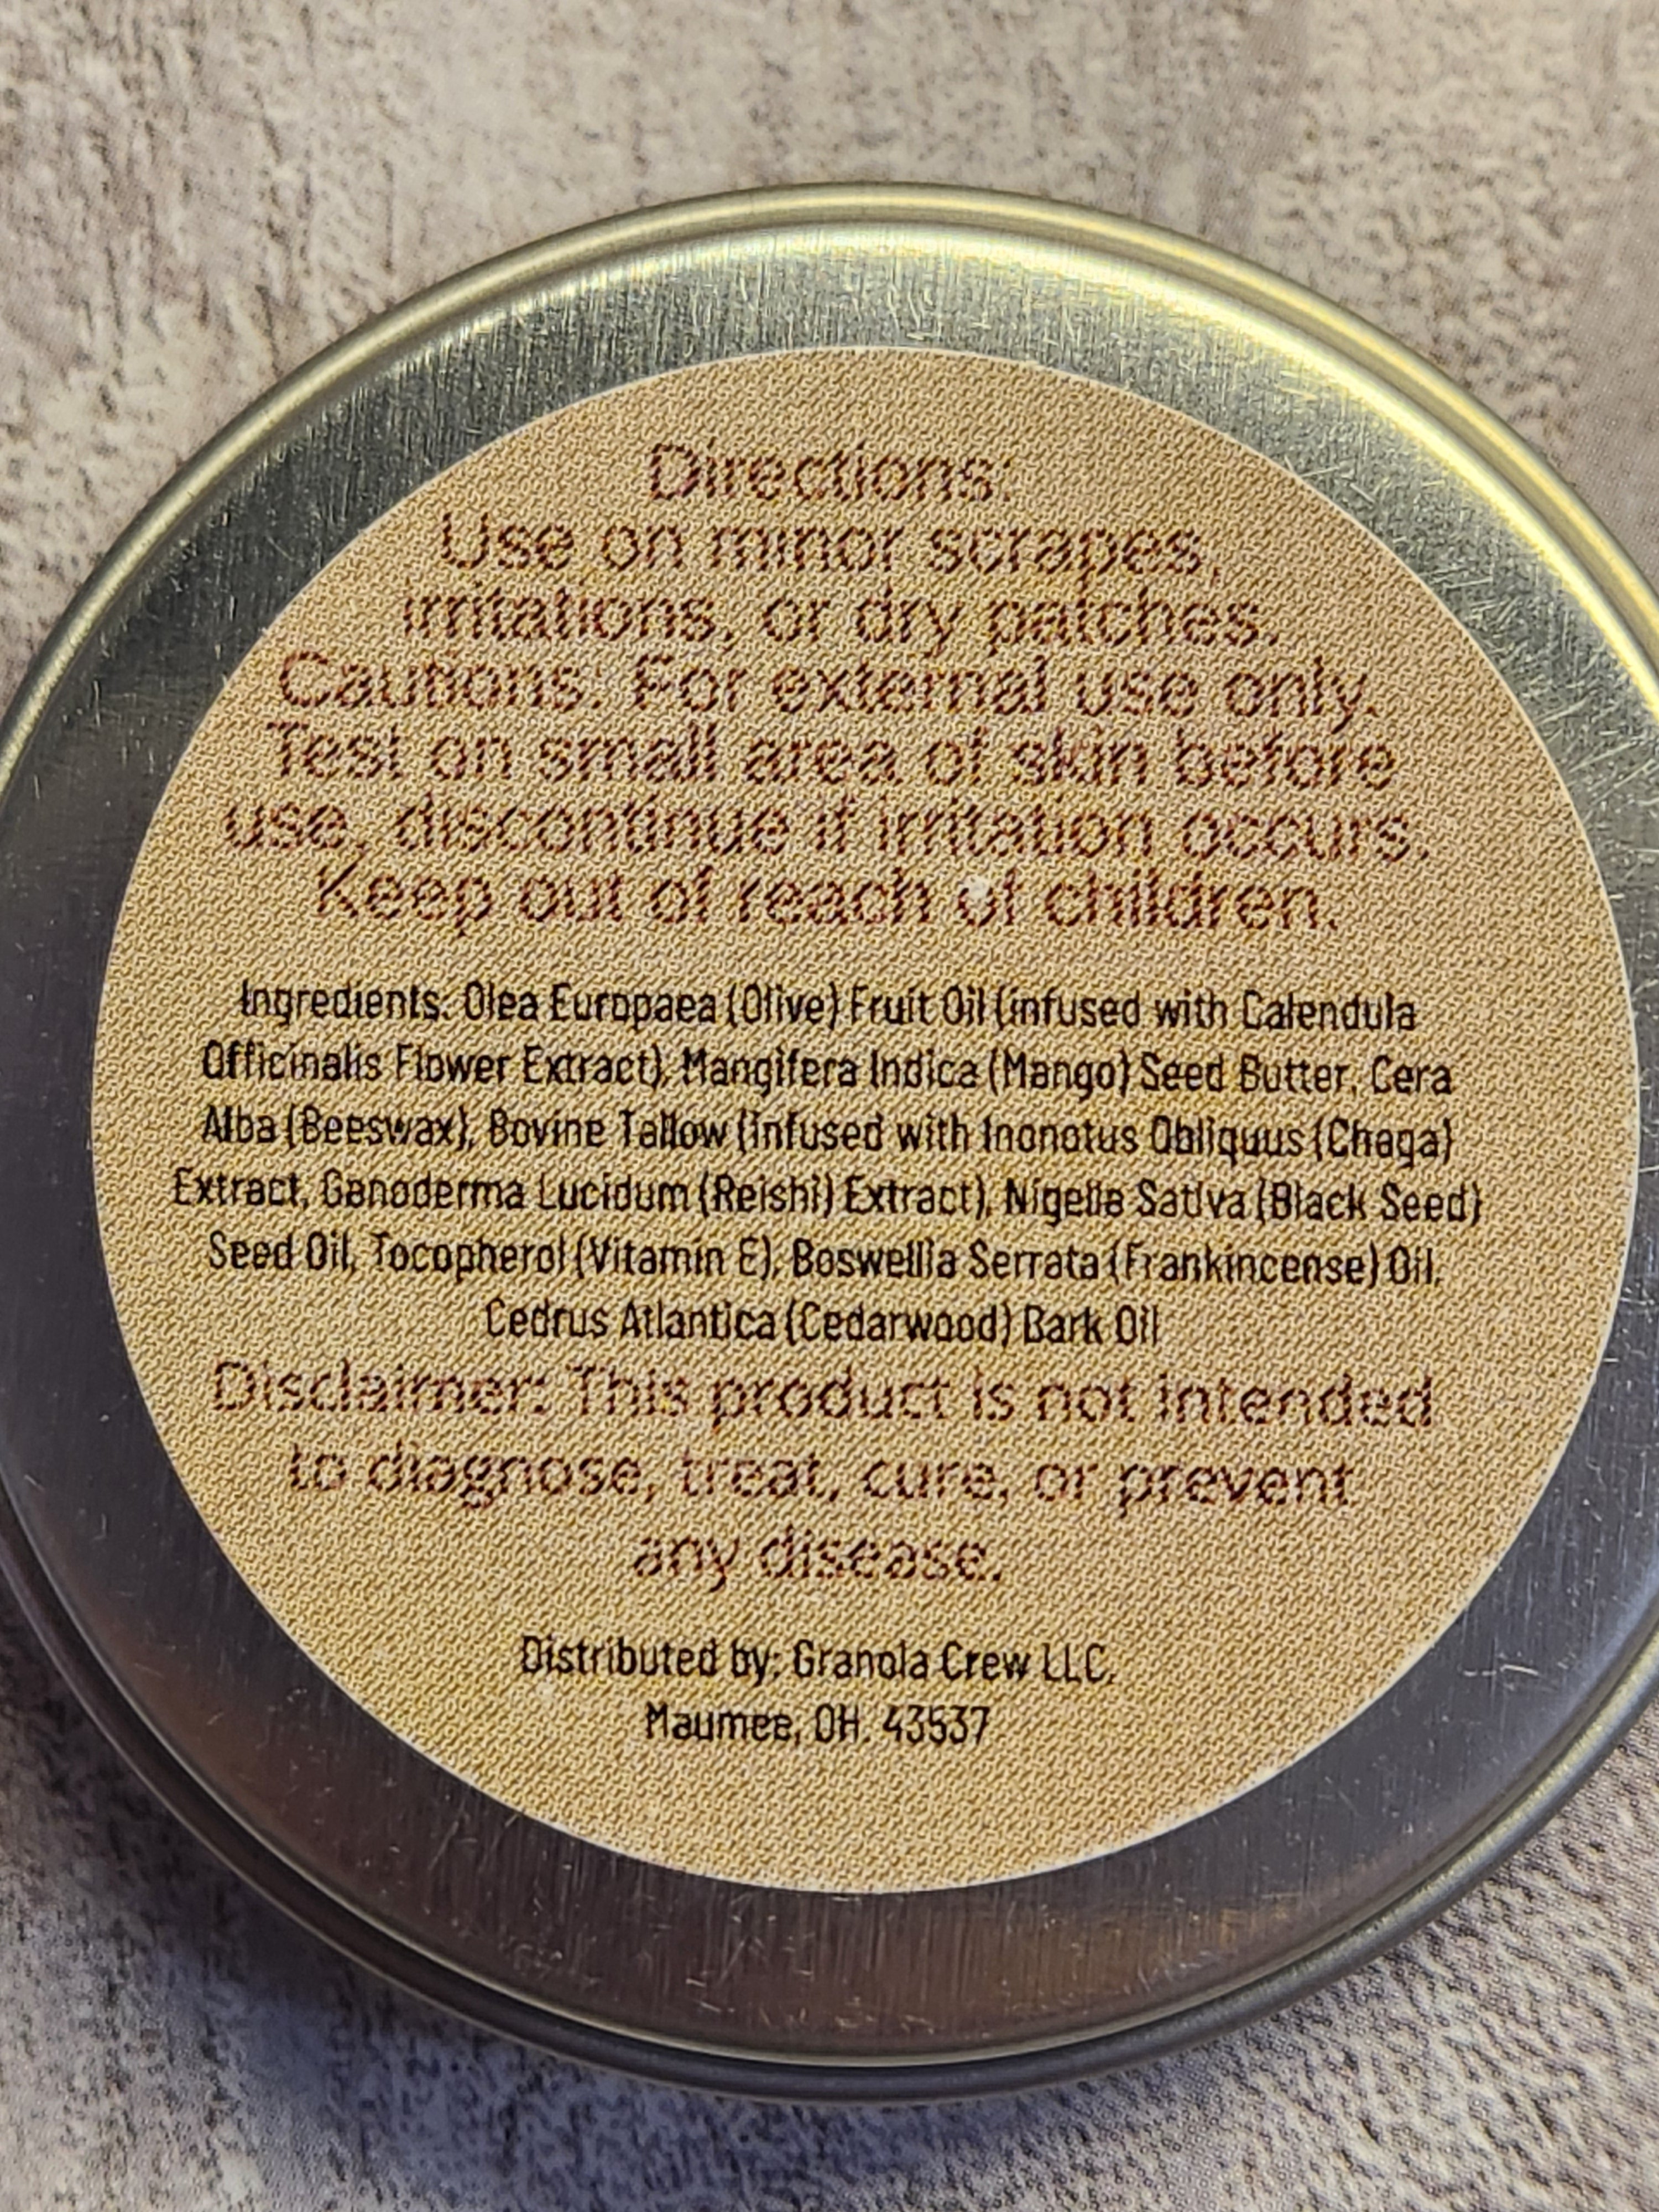 Directions:
Use on minor scrapes,
irritations, or dry patches.
Cautions: For external use only.
Test on small area of skin before
use, discontinue if irritation occurs.
Keep out of reach of children.
Ingredients: Olea Europaea (Olive) Fruit Oil (infused with Calendula
Officinalis Flower Extract), Mangifera Indica (Mango) Seed Butter, Cera
Alba (Beeswax), Bovine Tallow (infused with Inonotus Obliquus (Chaga)
Extract, Ganoderma Lucidum (Reishi) Extract), Nigella Sativa (Black Seed)
Seed Oil, Tocopherol (Vitamin E), Boswellia Serrata (Frankincense) Oil,
Cedrus Atlantica (Cedarwood) Bark Oil
Disclaimer: This product is not intended
to diagnose, treat, cure, or prevent
any disease.
Distributed by: Granola Crew LLC,
Maumee, OH. 43537